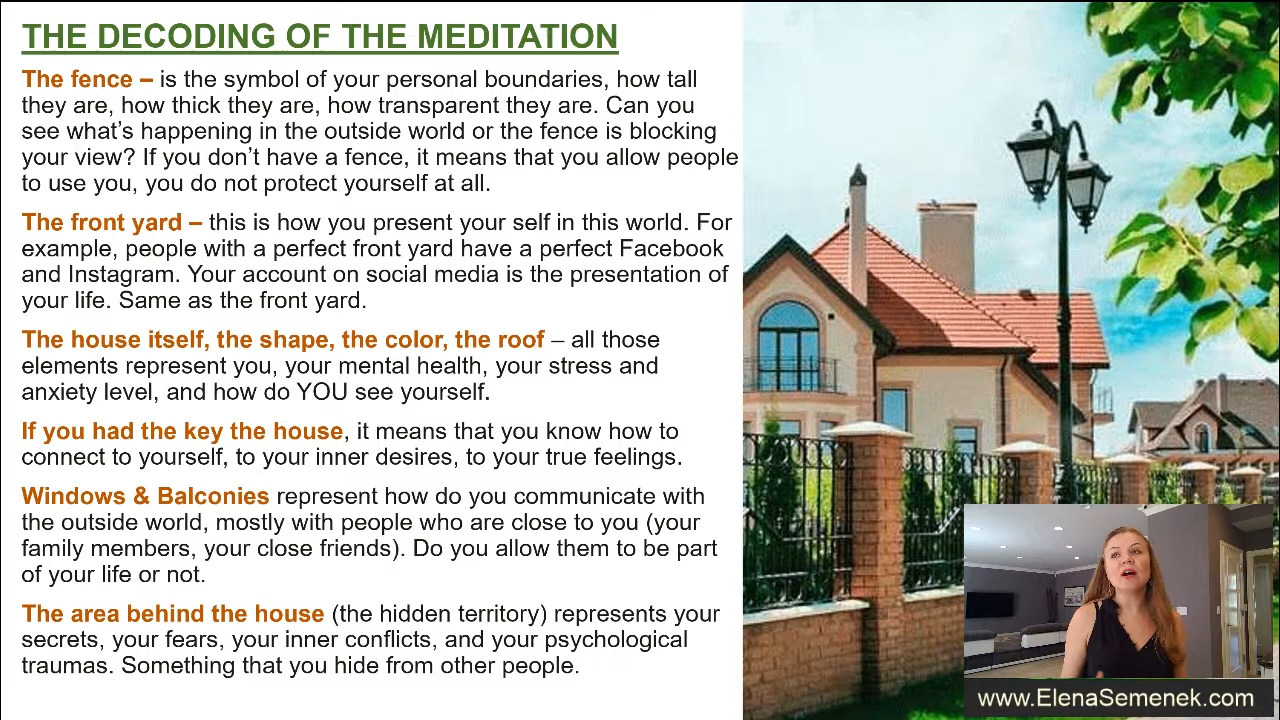 THE DECODING OF THE MEDITATION
The fence – is the symbol of your personal boundaries, how tall
they are, how thick they are, how transparent they are. Can you
see what’s happening in the outside world or the fence is blocking
your view? If you don’t have a fence, it means that you allow people
to use you, you do not protect yourself at all.
The front yard – this is how you present your self in this world. For
example, people with a perfect front yard have a perfect Facebook
and Instagram. Your account on social media is the presentation of
your life. Same as the front yard.
The house itself, the shape, the color, the roof – all those
elements represent you, your mental health, your stress and
anxiety level, and how do YOU see yourself.
If you had the key the house, it means that you know how to
connect to yourself, to your inner desires, to your true feelings.
Windows & Balconies represent how do you communicate with
the outside world, mostly with people who are close to you (your
family members, your close friends). Do you allow them to be part
of your life or not.
The area behind the house (the hidden territory) represents your
secrets, your fears, your inner conflicts, and your psychological
traumas. Something that you hide from other people.
www.ElenaSemenek.com